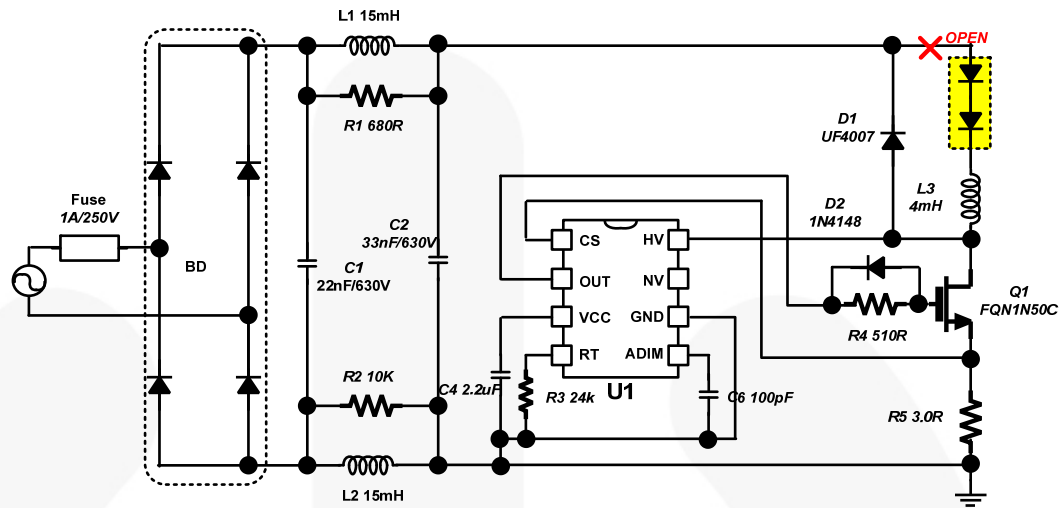 L1 15mH
OPEN
R1 680R
D1
UF4007
Fuse
1A/250V
L3
4mH
D2
1N4148
C2
33nF/630V
CS
HV
BD
C1
22nF/630V
OUT
NV
Q1
FQN1N50C
VCC
GND
R4 510R
RT
ADIM
R2 10K
C4 2.2uF
R3 24k
U1
C6 100pF
R5 3.0R
L2 15mH